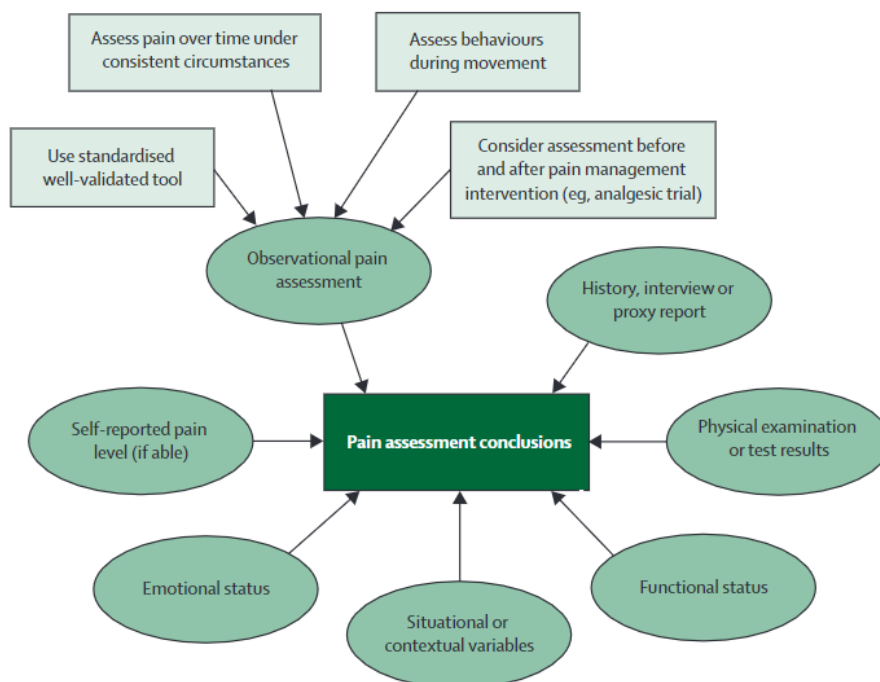 Assess pain over time under
consistent circumstances
Assess behaviours
during movement
Use standardised
well-validated tool
Consider assessment before
and after pain management
intervention (eg, analgesic trial)
Observational pain
assessment
History, interview or
proxy report
Self-reported pain
level (if able)
Pain assessment conclusions
Physical examination
or test results
Emotional status
Situational or
contextual variables
Functional status